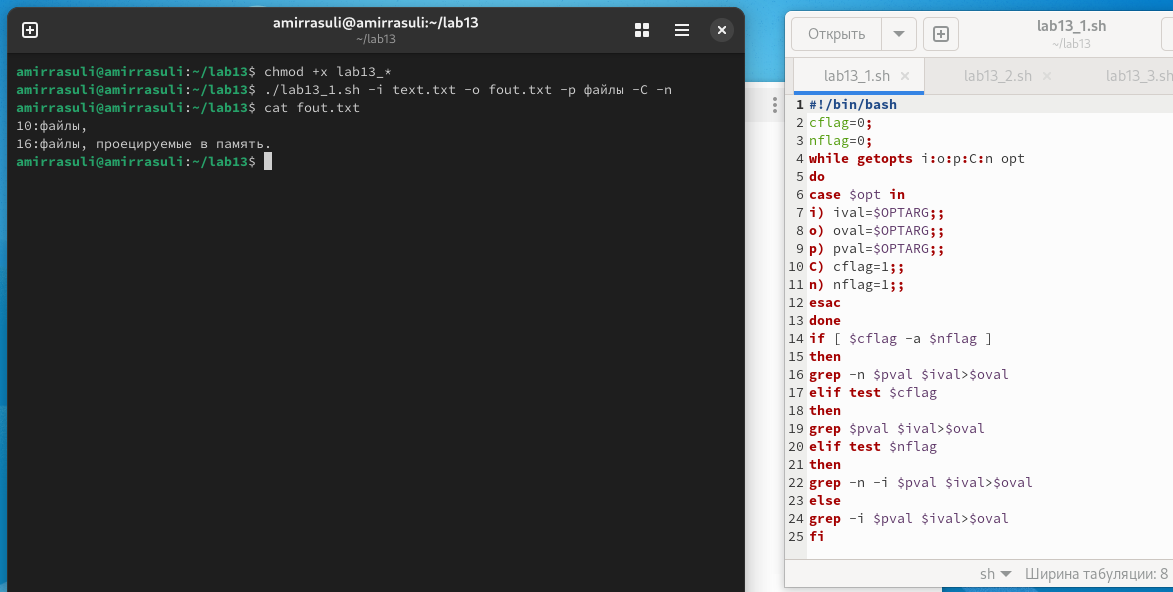 amirrasuli@amirrasuli:~/lab13
~/lab13
amirrasuli@amirrasuli:~/lab13$ chmod +x lab13_*
amirrasuli@amirrasuli:~/lab13$ ./lab13_1.sh -i text.txt -o fout.txt -p файлы -C -n
amirrasuli@amirrasuli:~/lab13$ cat fout.txt
10:файлы,
16:файлы, проецируемые в память.
amirrasuli@amirrasuli:~/lab13$
Открыть
lab13_1.sh
~/lab13
lab13_1.sh × lab13_2.sh × lab13_3.sh
1 #!/bin/bash
2 cflag=0;
3 nflag=0;
4 while getopts i:o:p:C:n opt
5 do
6 case $opt in
7 i) ival=$OPTARG;;
8 o) oval=$OPTARG;;
9 p) pval=$OPTARG;;
10 C) cflag=1;;
11 n) nflag=1;;
12 esac
13 done
14 if [ $cflag -a $nflag ]
15 then
16 grep -n $pval $ival>$oval
17 elif test $cflag
18 then
19 grep $pval $ival>$oval
20 elif test $nflag
21 then
22 grep -n -i $pval $ival>$oval
23 else
24 grep -i $pval $ival>$oval
25 fi
sh Ширина табуляции: 8